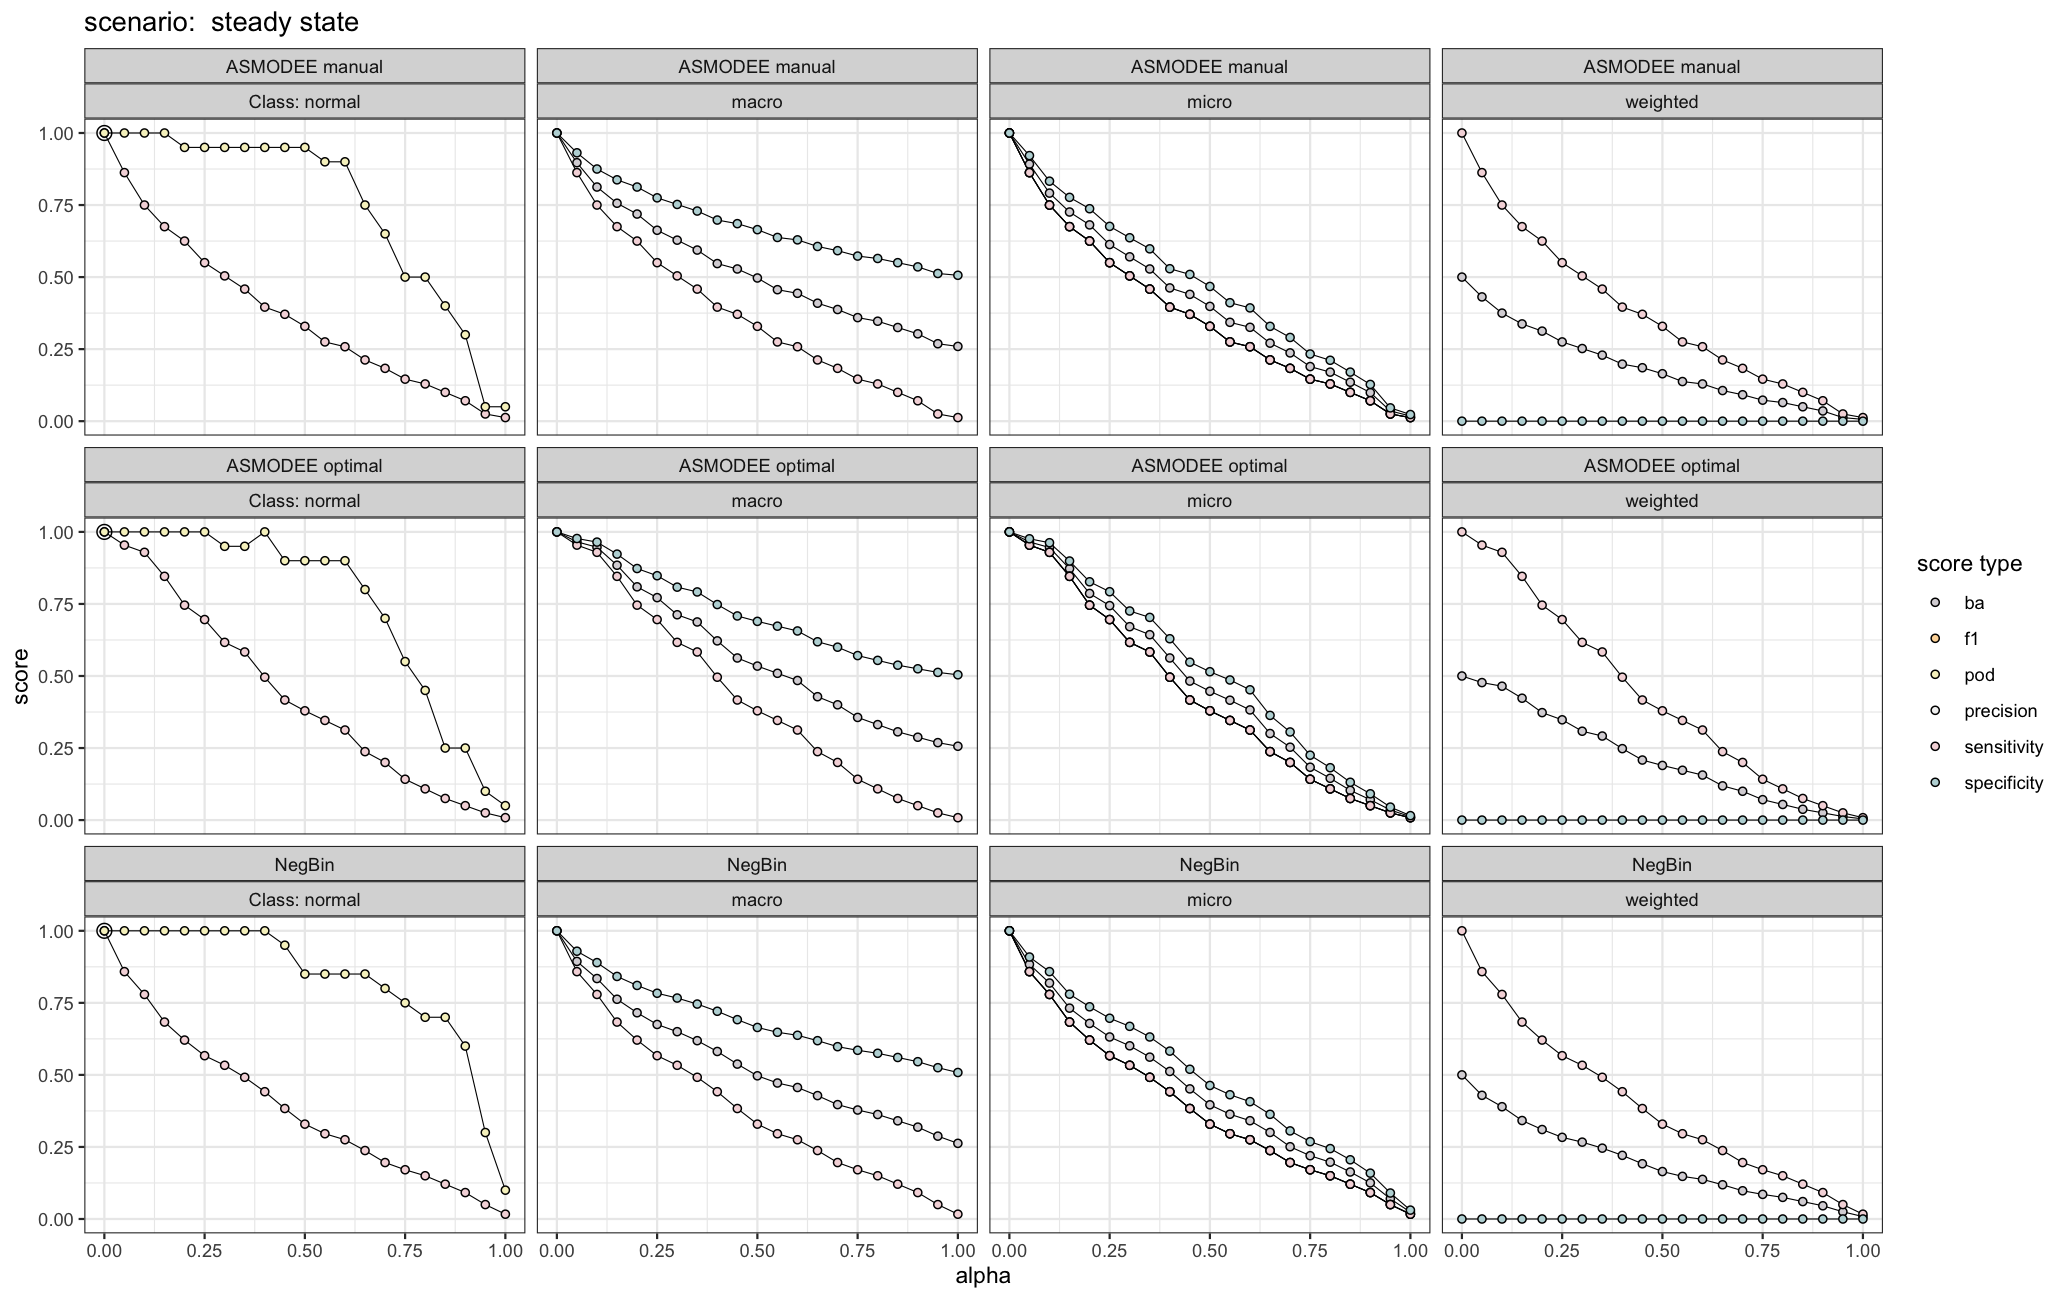 scenario:  steady state
ASMODEE manual ASMODEE manual ASMODEE manual ASMODEE manual
Class: normal macro micro weighted
1.00
0.75
0.50
0.25
0.00
ASMODEE optimal ASMODEE optimal ASMODEE optimal ASMODEE optimal
Class: normal macro micro weighted
1.00
0.75
0.50
0.25
0.00
score
NegBin NegBin NegBin NegBin
Class: normal macro micro weighted
1.00
0.75
0.50
0.25
0.00
0.00 0.25 0.50 0.75 1.00 0.00 0.25 0.50 0.75 1.00 0.00 0.25 0.50 0.75 1.00 0.00 0.25 0.50 0.75 1.00
alpha
score type
ba
f1
pod
precision
sensitivity
specificity